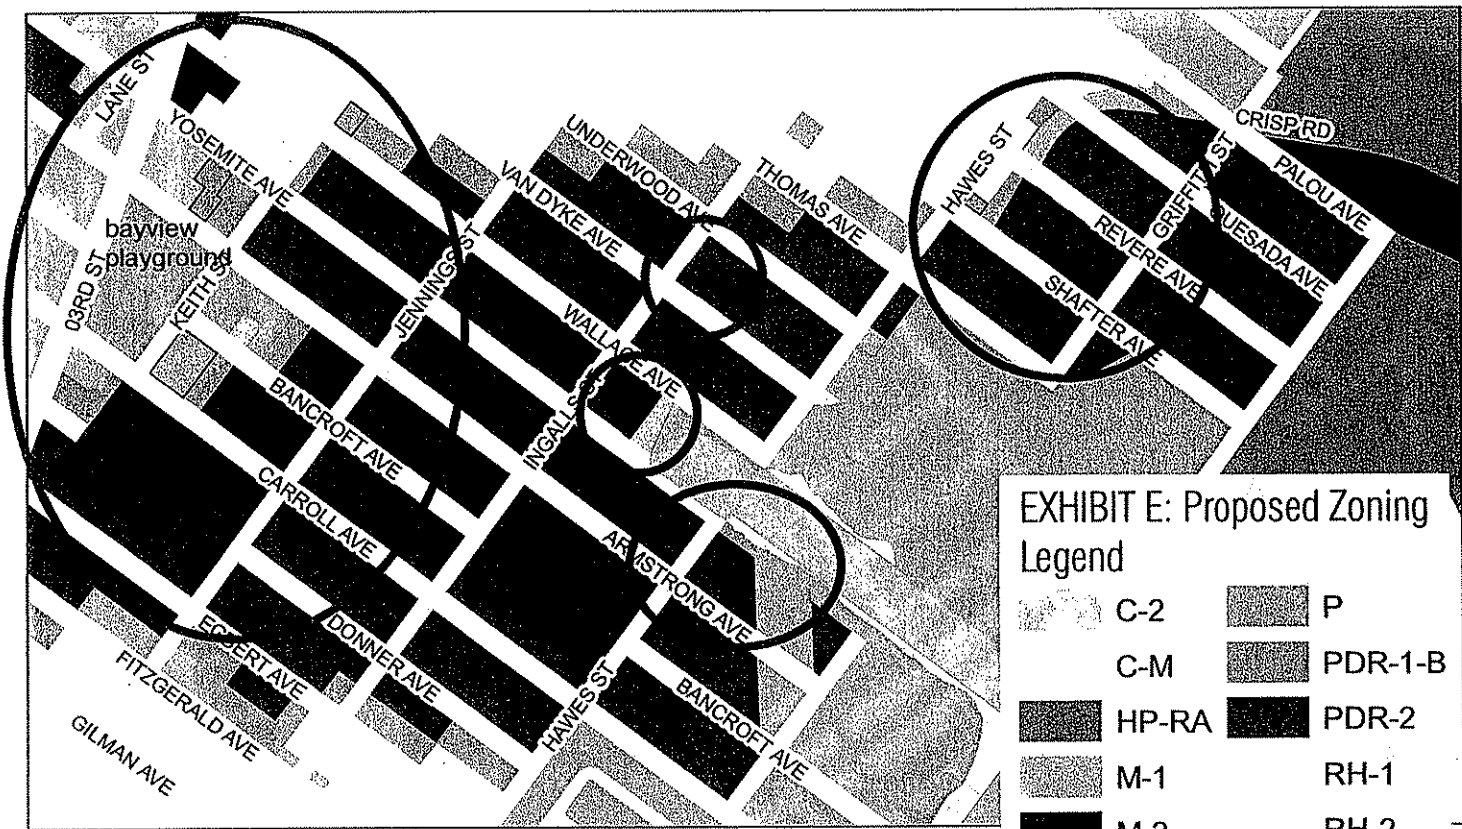 LANE ST
YOSEMITE AVE
bayview
playground
03RD ST
KEITH ST
UNDERWOOD AVE
VAN DYKE AVE
THOMAS AVE
JENNINGS ST
WALLACE AVE
INGALLS ST
HAWES ST
GRIFFITH ST
CRISP RD
PALOU AVE
QUESADA AVE
REVERE AVE
SHAFTER AVE
BANCROFT AVE
CARROLL AVE
ARMSTRONG AVE
EGBERT AVE
DONNER AVE
FITZGERALD AVE
GILMAN AVE
HAWES ST
BANCROFT AVE
EXHIBIT E: Proposed Zoning
Legend
C-2 P
C-M PDR-1-B
HP-RA PDR-2
M-1 RH-1
M-2 RH-2